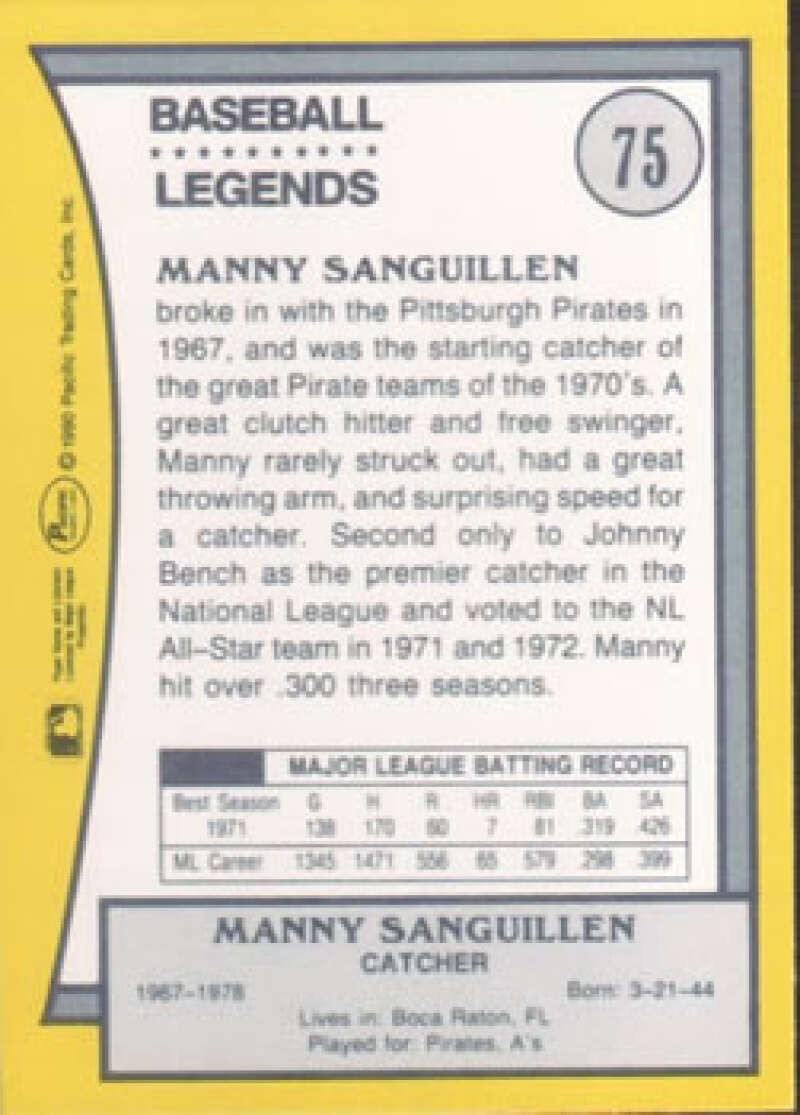 BASEBALL
LEGENDS
75
MANNY SANGUILLEN
broke in with the Pittsburgh Pirates in
1967, and was the starting catcher of
the great Pirate teams of the 1970's. A
great clutch hitter and free swinger,
Manny rarely struck out, had a great
throwing arm, and surprising speed for
a catcher. Second only to Johnny
Bench as the premier catcher in the
National League and voted to the NL
All-Star team in 1971 and 1972. Manny
hit over .300 three seasons.
MAJOR LEAGUE BATTING RECORD
Best Season G H R HR RBI BA SA
1971 138 170 60 7 81 .319 .426
ML Career 1345 1471 556 65 579 .298 .399
MANNY SANGUILLEN
CATCHER
1967-1978 Born: 3-21-44
Lives in: Boca Raton, FL
Played for: Pirates, A's
© 1990 Pacific Trading Cards, Inc.